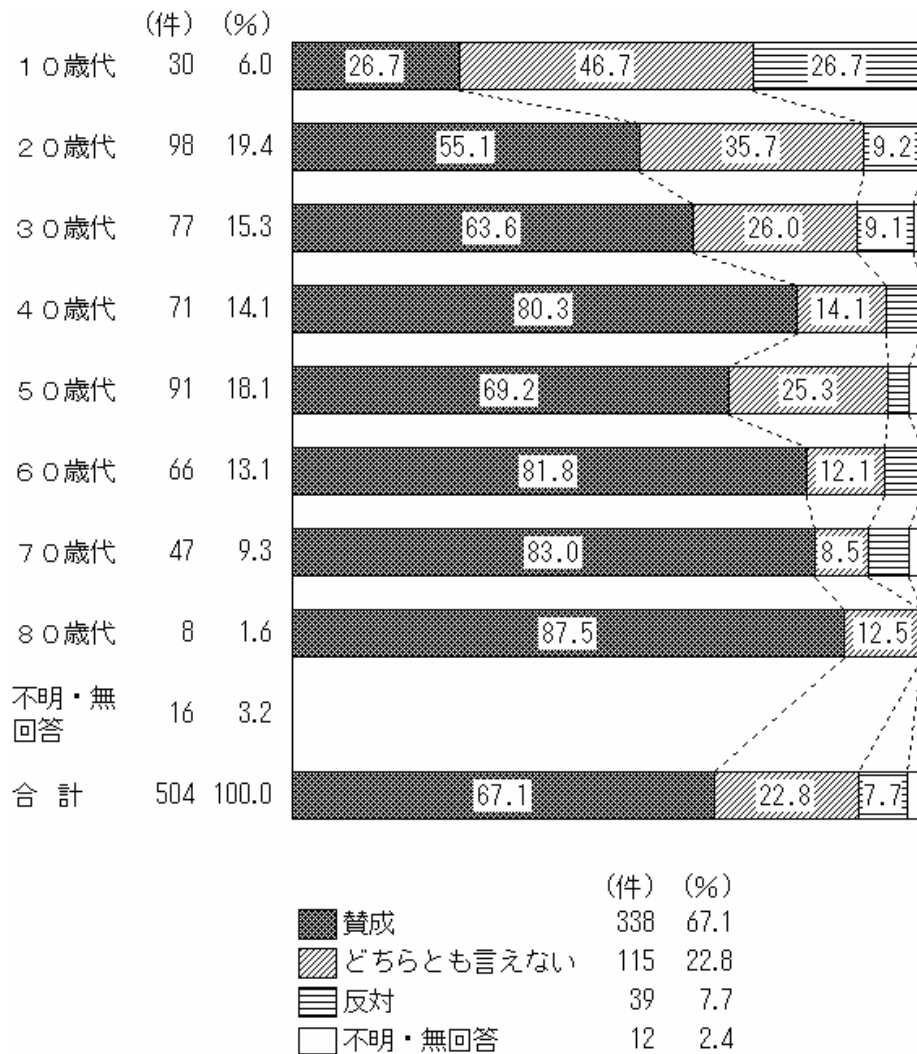 (件) (%)
１０歳代 30 6.0 26.7 46.7 26.7
２０歳代 98 19.4 55.1 35.7 9.2
３０歳代 77 15.3 63.6 26.0 9.1
４０歳代 71 14.1 80.3 14.1
５０歳代 91 18.1 69.2 25.3
６０歳代 66 13.1 81.8 12.1
７０歳代 47 9.3 83.0 8.5
８０歳代 8 1.6 87.5 12.5
不明・無
回答 16 3.2
合 計 504 100.0 67.1 22.8 7.7
(件) (%)
賛成 338 67.1
どちらとも言えない 115 22.8
反対 39 7.7
不明・無回答 12 2.4